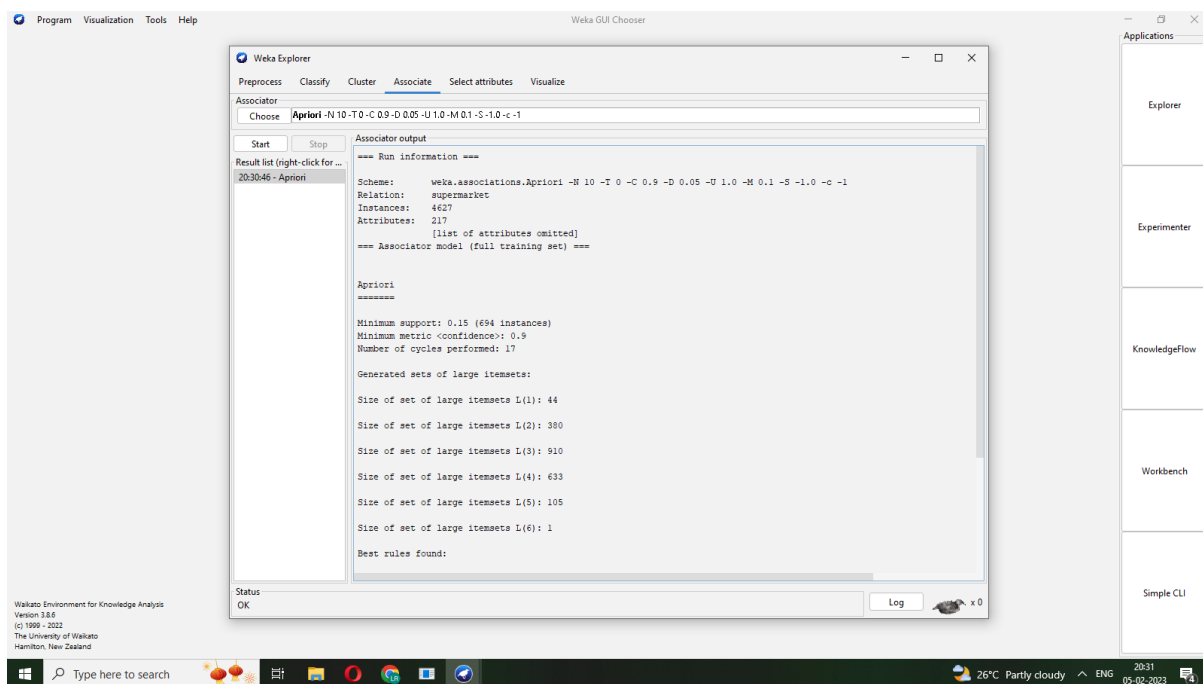 Program Visualization Tools Help
Weka GUI Chooser
Applications
Explorer
Experimenter
KnowledgeFlow
Workbench
Simple CLI
Weka Explorer
Preprocess Classify Cluster Associate Select attributes Visualize
Associator
Choose Apriori -N 10 -T 0 -C 0.9 -D 0.05 -U 1.0 -M 0.1 -S -1.0 -c -1
Start Stop
Result list (right-click for ...
20:30:46 - Apriori
Associator output
=== Run information ===
Scheme: weka.associations.Apriori -N 10 -T 0 -C 0.9 -D 0.05 -U 1.0 -M 0.1 -S -1.0 -c -1
Relation: supermarket
Instances: 4627
Attributes: 217
[list of attributes omitted]
=== Associator model (full training set) ===
Apriori
=======
Minimum support: 0.15 (694 instances)
Minimum metric <confidence>: 0.9
Number of cycles performed: 17
Generated sets of large itemsets:
Size of set of large itemsets L(1): 44
Size of set of large itemsets L(2): 380
Size of set of large itemsets L(3): 910
Size of set of large itemsets L(4): 633
Size of set of large itemsets L(5): 105
Size of set of large itemsets L(6): 1
Best rules found:
Status
OK
Log
x 0
Waikato Environment for Knowledge Analysis
Version 3.8.6
(c) 1999 - 2022
The University of Waikato
Hamilton, New Zealand
Type here to search
26°C Partly cloudy
ENG
20:31
05-02-2023
4